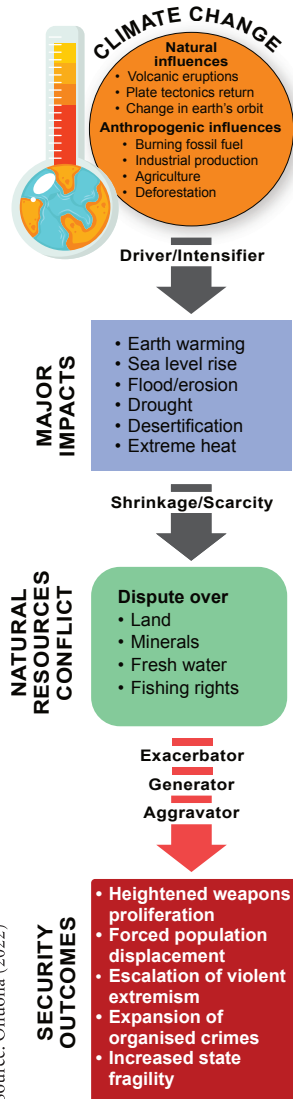 CLIMATE CHANGE
Natural
influences
• Volcanic eruptions
• Plate tectonics return
• Change in earth's orbit
Anthropogenic influences
• Burning fossil fuel
• Industrial production
• Agriculture
• Deforestation
Driver/Intensifier
MAJOR
IMPACTS
• Earth warming
• Sea level rise
• Flood/erosion
• Drought
• Desertification
• Extreme heat
Shrinkage/Scarcity
NATURAL
RESOURCES
CONFLICT
Dispute over
• Land
• Minerals
• Fresh water
• Fishing rights
Exacerbator
Generator
Aggravator
SECURITY
OUTCOMES
• Heightened weapons
proliferation
• Forced population
displacement
• Escalation of violent
extremism
• Expansion of
organised crimes
• Increased state
fragility
(2022)